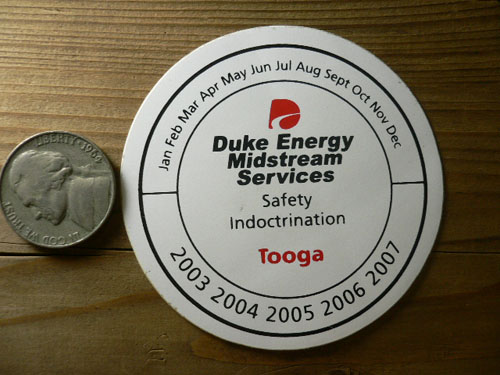 Jan Feb Mar Apr May Jun Jul Aug Sept Oct Nov Dec
Duke Energy
Midstream
Services
Safety
Indoctrination
Tooga
2003 2004 2005 2006 2007
LIBERTY 1964
IN GOD WE TRUST